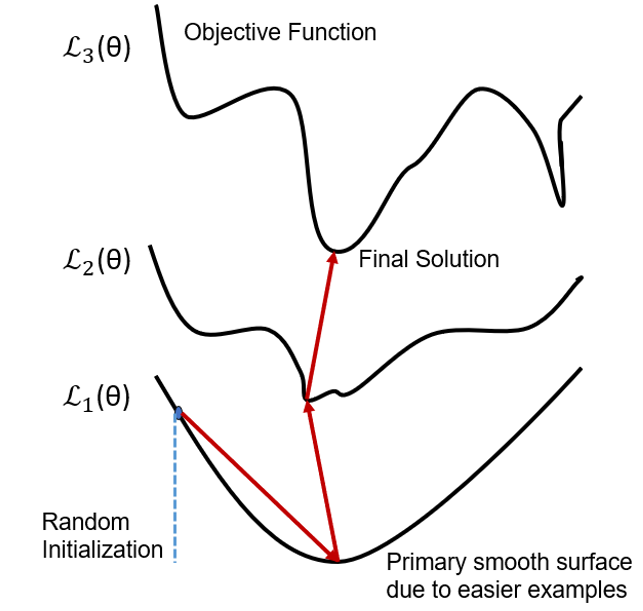 Objective Function
ℒ₃(θ)
ℒ₂(θ)
Final Solution
ℒ₁(θ)
Random
Initialization
Primary smooth surface
due to easier examples